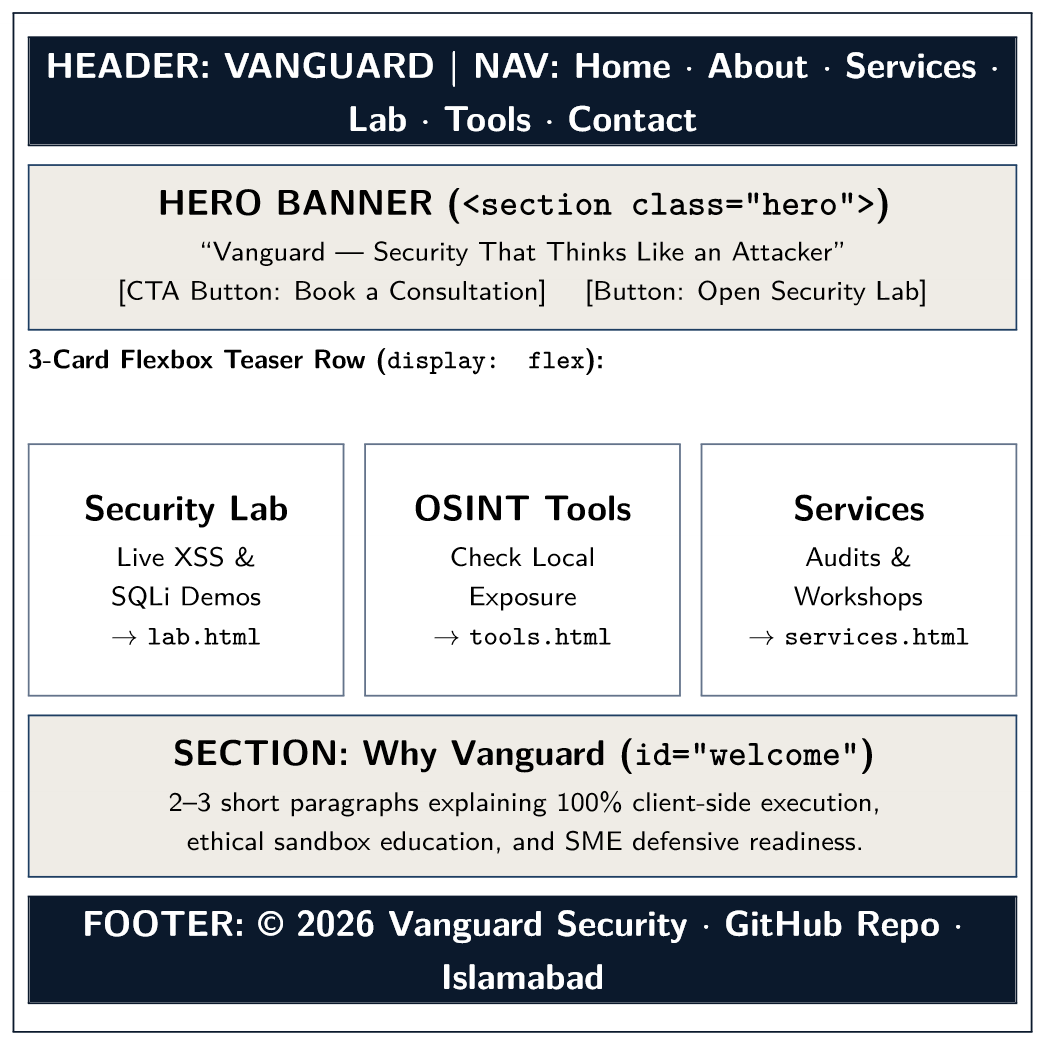 HEADER: VANGUARD | NAV: Home · About · Services ·
Lab · Tools · Contact
HERO BANNER (<section class="hero">)
“Vanguard — Security That Thinks Like an Attacker”
[CTA Button: Book a Consultation] [Button: Open Security Lab]
3-Card Flexbox Teaser Row (display: flex):
Security Lab
Live XSS &
SQLi Demos
→ lab.html
OSINT Tools
Check Local
Exposure
→ tools.html
Services
Audits &
Workshops
→ services.html
SECTION: Why Vanguard (id="welcome")
2–3 short paragraphs explaining 100% client-side execution,
ethical sandbox education, and SME defensive readiness.
FOOTER: © 2026 Vanguard Security · GitHub Repo ·
Islamabad